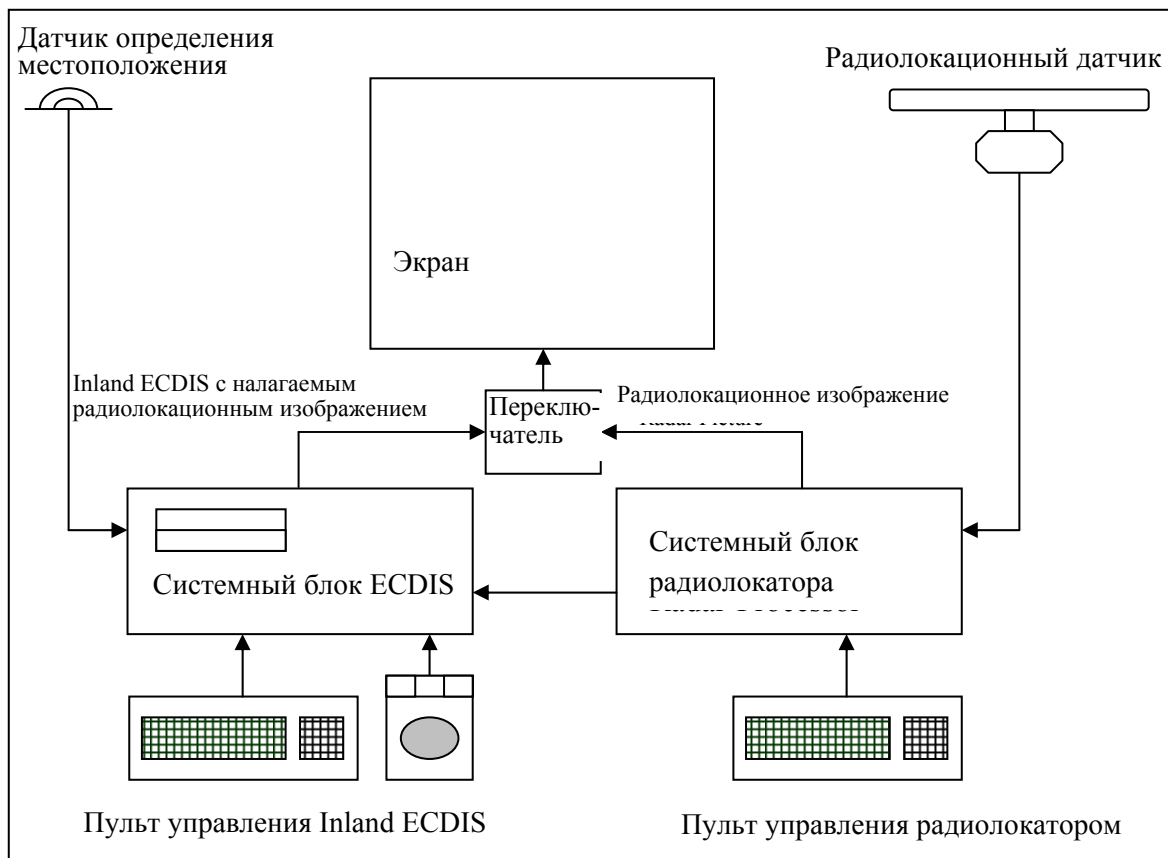 Датчик определения
местоположения
Радиолокационный датчик
Экран
Inland ECDIS с налагаемым
радиолокационным изображением
Переклю-
чатель
Радиолокационное изображение
Системный блок ECDIS
Системный блок
радиолокатора
Пульт управления Inland ECDIS
Пульт управления радиолокатором